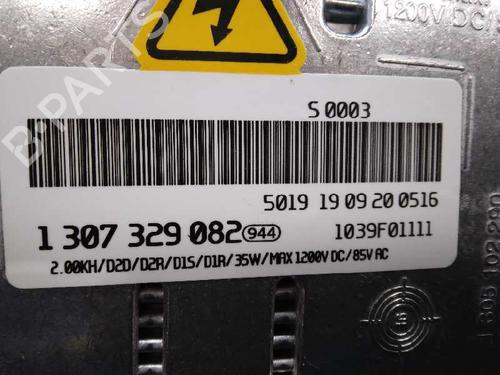 1200V DC/
S 0003
5019 19 09 20 0516
1 307 329 082 944 1039F01111
2.00KH/D2D/D2R/D1S/D1R/35W/MAX 1200V DC/85V AC
B-PARTS